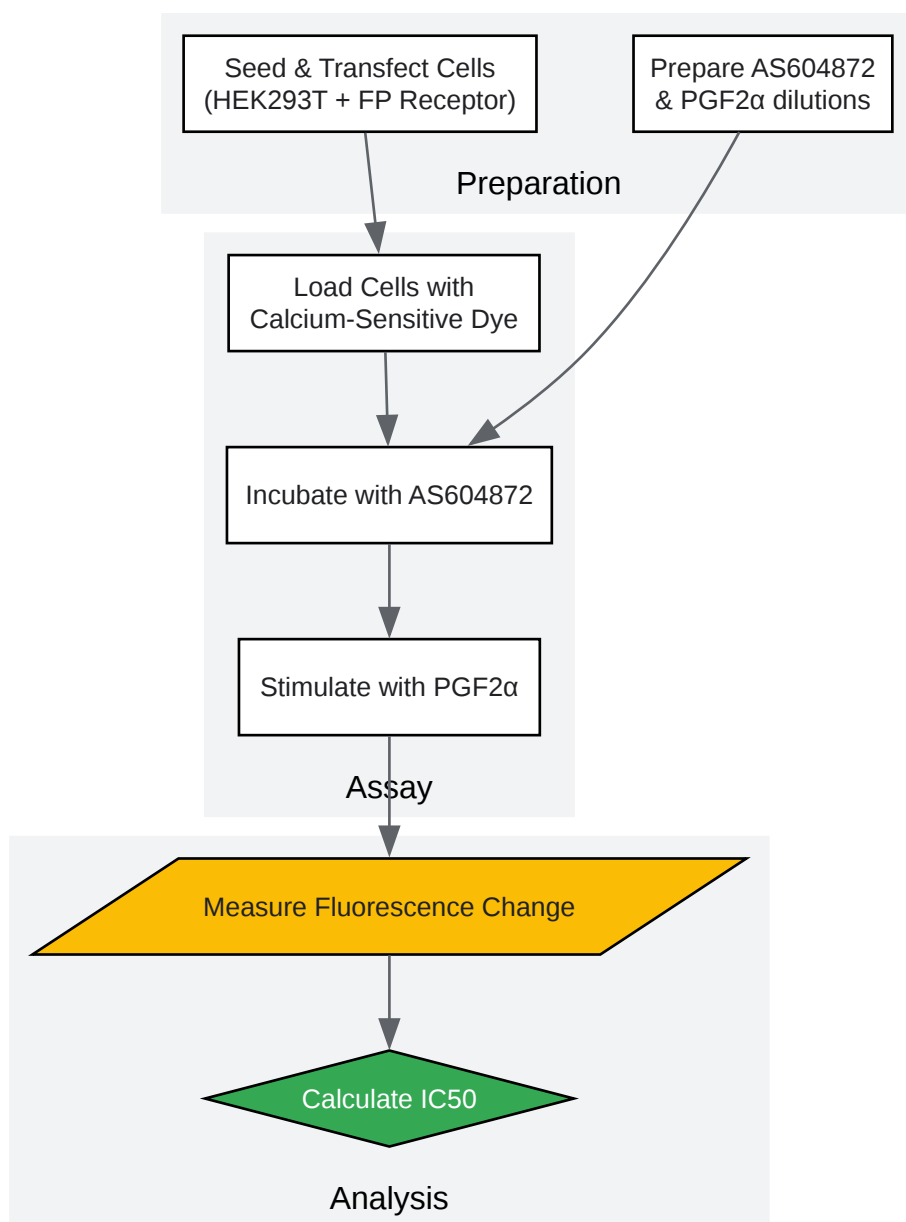 Seed & Transfect Cells
(HEK293T + FP Receptor)
Prepare AS604872
& PGF2α dilutions
Preparation
Load Cells with
Calcium-Sensitive Dye
Incubate with AS604872
Stimulate with PGF2α
Assay
Measure Fluorescence Change
Calculate IC50
Analysis